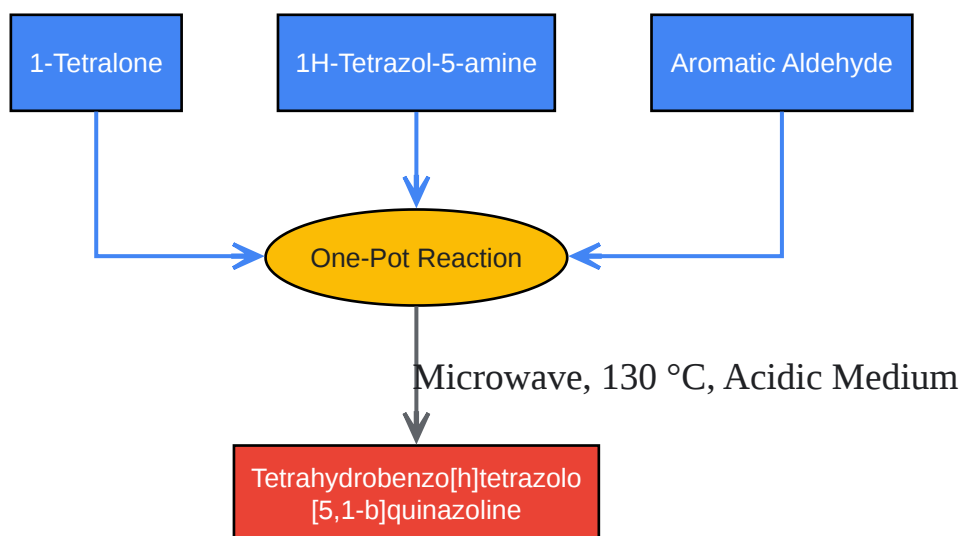 1-Tetralone
1H-Tetrazol-5-amine
Aromatic Aldehyde
One-Pot Reaction
Microwave, 130 °C, Acidic Medium
Tetrahydrobenzo[h]tetrazolo
[5,1-b]quinazoline